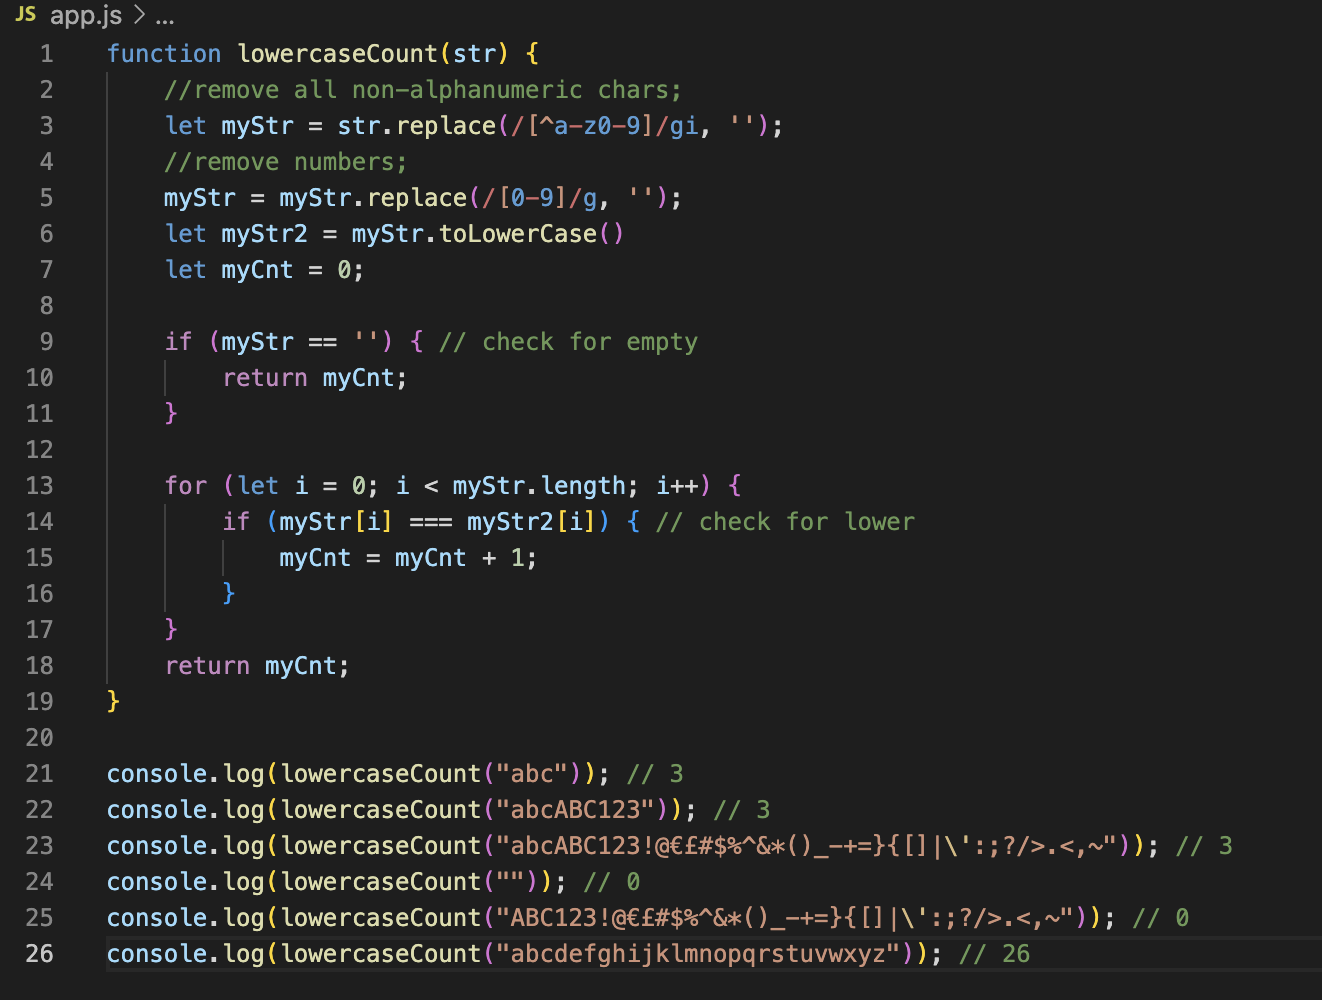 JS app.js > ...
1 function lowercaseCount(str) {
2 //remove all non-alphanumeric chars;
3 let myStr = str.replace(/[^a-z0-9]/gi, '');
4 //remove numbers;
5 myStr = myStr.replace(/[0-9]/g, '');
6 let myStr2 = myStr.toLowerCase()
7 let myCnt = 0;
8
9 if (myStr == '') { // check for empty
10 return myCnt;
11 }
12
13 for (let i = 0; i < myStr.length; i++) {
14 if (myStr[i] === myStr2[i]) { // check for lower
15 myCnt = myCnt + 1;
16 }
17 }
18 return myCnt;
19 }
20
21 console.log(lowercaseCount("abc")); // 3
22 console.log(lowercaseCount("abcABC123")); // 3
23 console.log(lowercaseCount("abcABC123!@€£#$%^&*()_-+=}{[]|\':;?/>.<,~")); // 3
24 console.log(lowercaseCount("")); // 0
25 console.log(lowercaseCount("ABC123!@€£#$%^&*()_-+=}{[]|\':;?/>.<,~")); // 0
26 console.log(lowercaseCount("abcdefghijklmnopqrstuvwxyz")); // 26